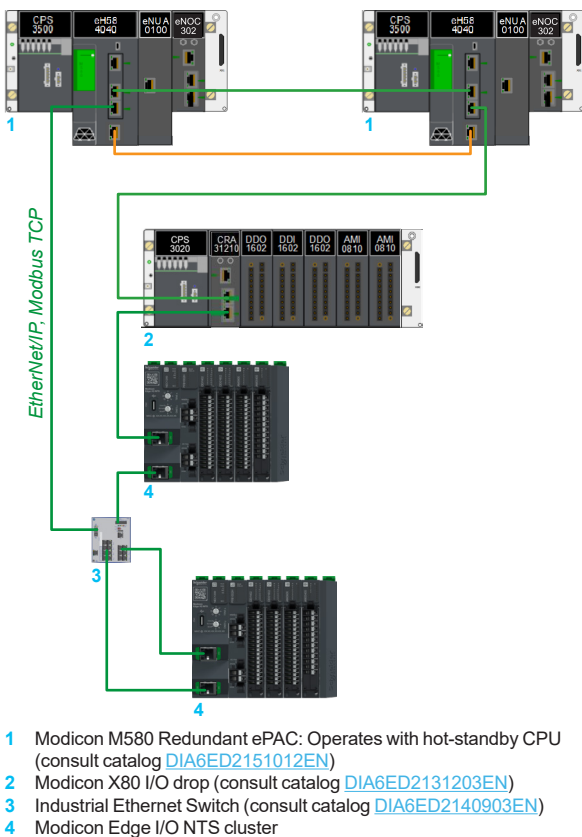 CPS 3500
eH58 4040
eNUA 0100
eNOC 302
CPS 3500
eH58 4040
eNUA 0100
eNOC 302
1
1
EtherNet/IP, Modbus TCP
CPS 3020
CRA 31210
DDO 1602
DDI 1602
DDO 1602
AMI 0810
AMI 0810
2
4
3
4
1 Modicon M580 Redundant ePAC: Operates with hot-standby CPU
(consult catalog DIA6ED2151012EN)
2 Modicon X80 I/O drop (consult catalog DIA6ED2131203EN)
3 Industrial Ethernet Switch (consult catalog DIA6ED2140903EN)
4 Modicon Edge I/O NTS cluster